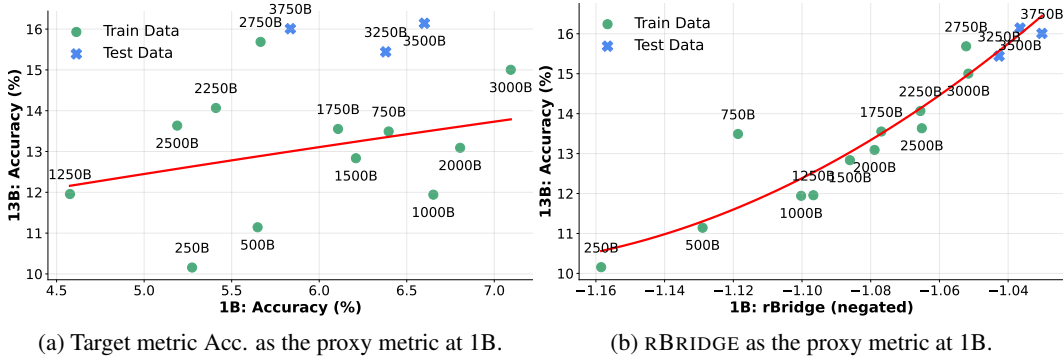 3750B
2750B
16
Train Data
Test Data
3250B
3500B
15
3000B
2250B
14
2500B
1750B
750B
13
1500B
2000B
1250B
12
1000B
11
500B
250B
10
4.5
5.0
5.5
6.0
6.5
7.0
13B: Accuracy (%)
1B: Accuracy (%)
(a) Target metric Acc. as the proxy metric at 1B.
3750B
2750B
3250B
16
Train Data
Test Data
3500B
15
3000B
2250B
14
750B
1750B
2500B
13
2000B
1500B
1250B
12
1000B
11
500B
250B
10
−1.16
−1.14
−1.12
−1.10
−1.08
−1.06
−1.04
13B: Accuracy (%)
1B: rBridge (negated)
(b) RBRIDGE as the proxy metric at 1B.